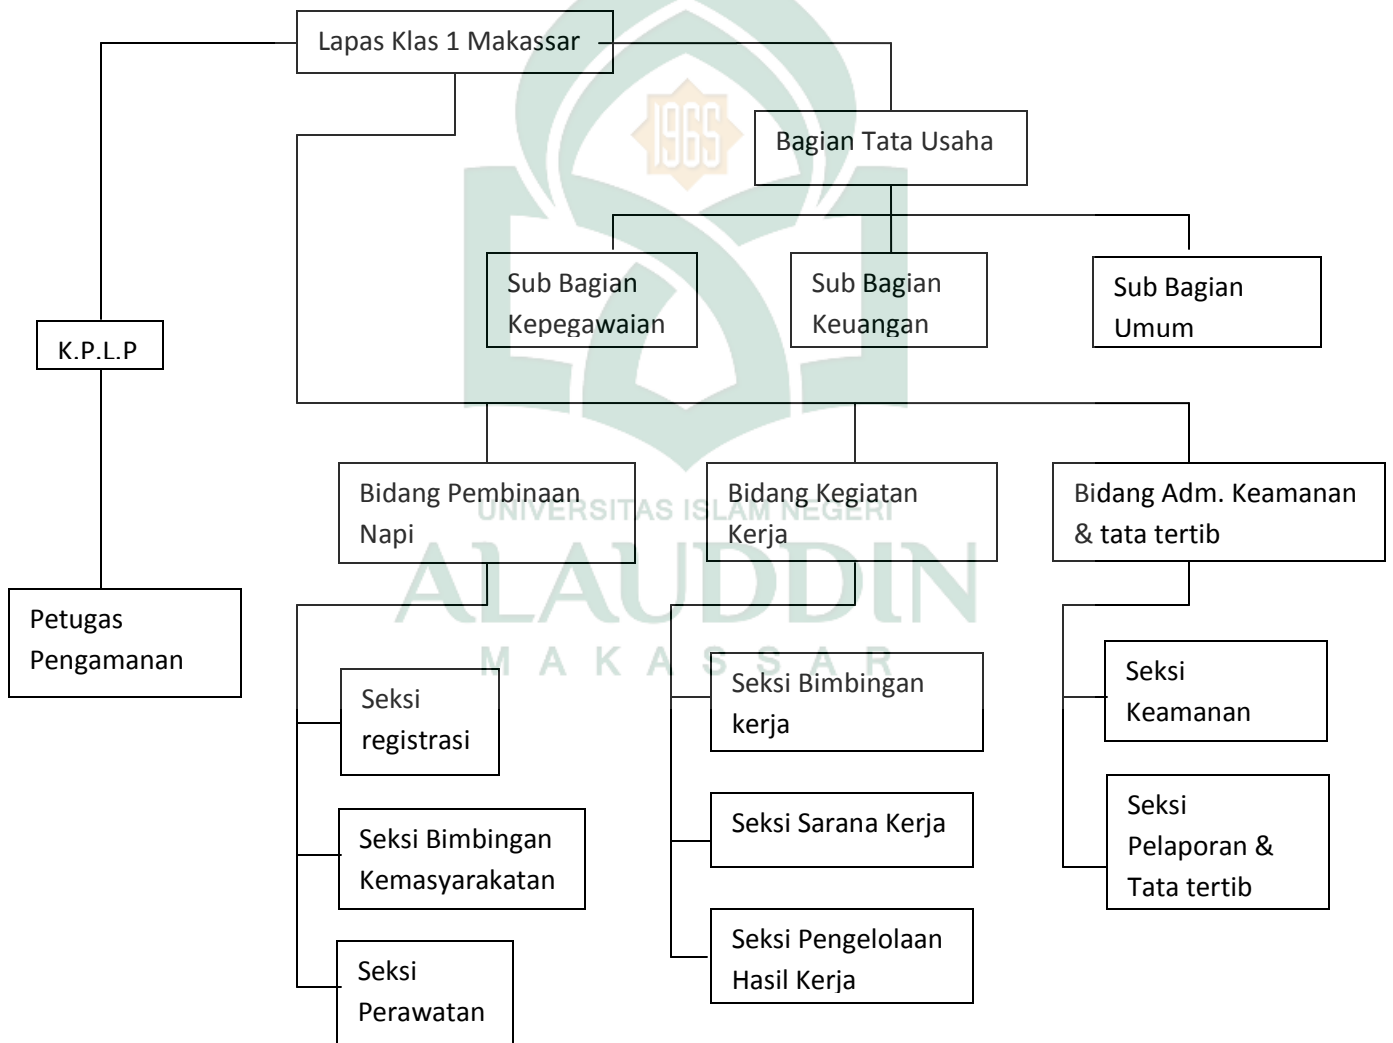 Lapas Klas 1 Makassar
1965
Bagian Tata Usaha
Sub Bagian
Kepegawaian
Sub Bagian
Keuangan
Sub Bagian
Umum
K.P.L.P
Bidang Pembinaan
Napi
Bidang Kegiatan
Kerja
Bidang Adm. Keamanan
& tata tertib
UNIVERSITAS ISLAM NEGERI
ALAUDDIN
MAKASSAR
Petugas
Pengamanan
Seksi
registrasi
Seksi Bimbingan
Kemasyarakatan
Seksi
Perawatan
Seksi Bimbingan
kerja
Seksi Sarana Kerja
Seksi Pengelolaan
Hasil Kerja
Seksi
Keamanan
Seksi
Pelaporan &
Tata tertib